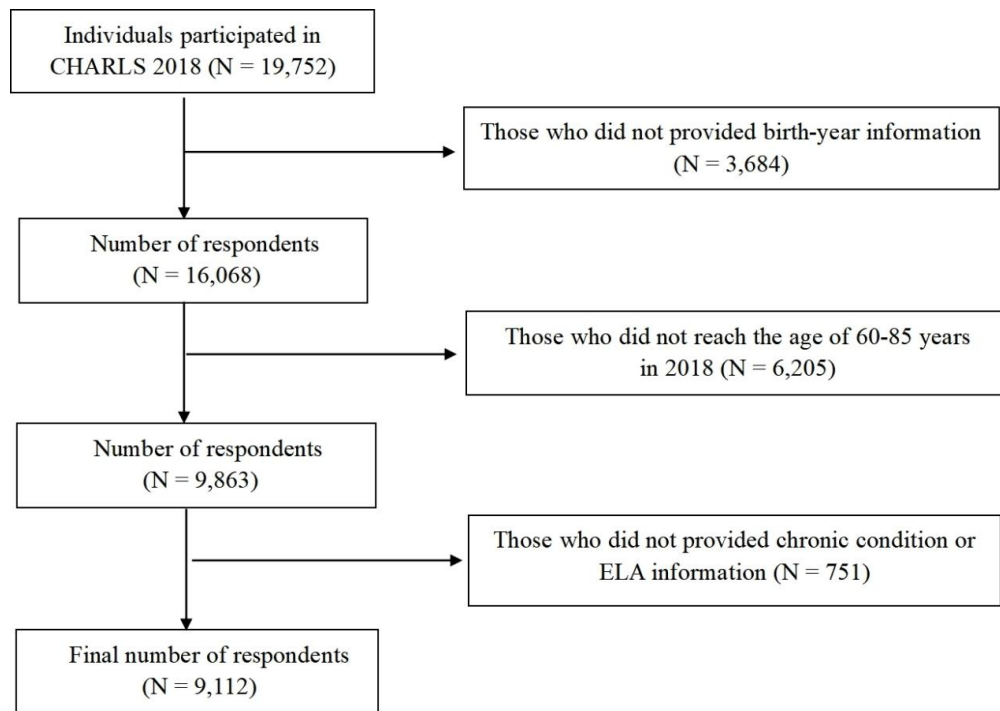 Individuals participated in
CHARLS 2018 (N = 19,752)
Those who did not provided birth-year information
(N = 3,684)
Number of respondents
(N = 16,068)
Those who did not reach the age of 60-85 years
in 2018 (N = 6,205)
Number of respondents
(N = 9,863)
Those who did not provided chronic condition or
ELA information (N = 751)
Final number of respondents
(N = 9,112)